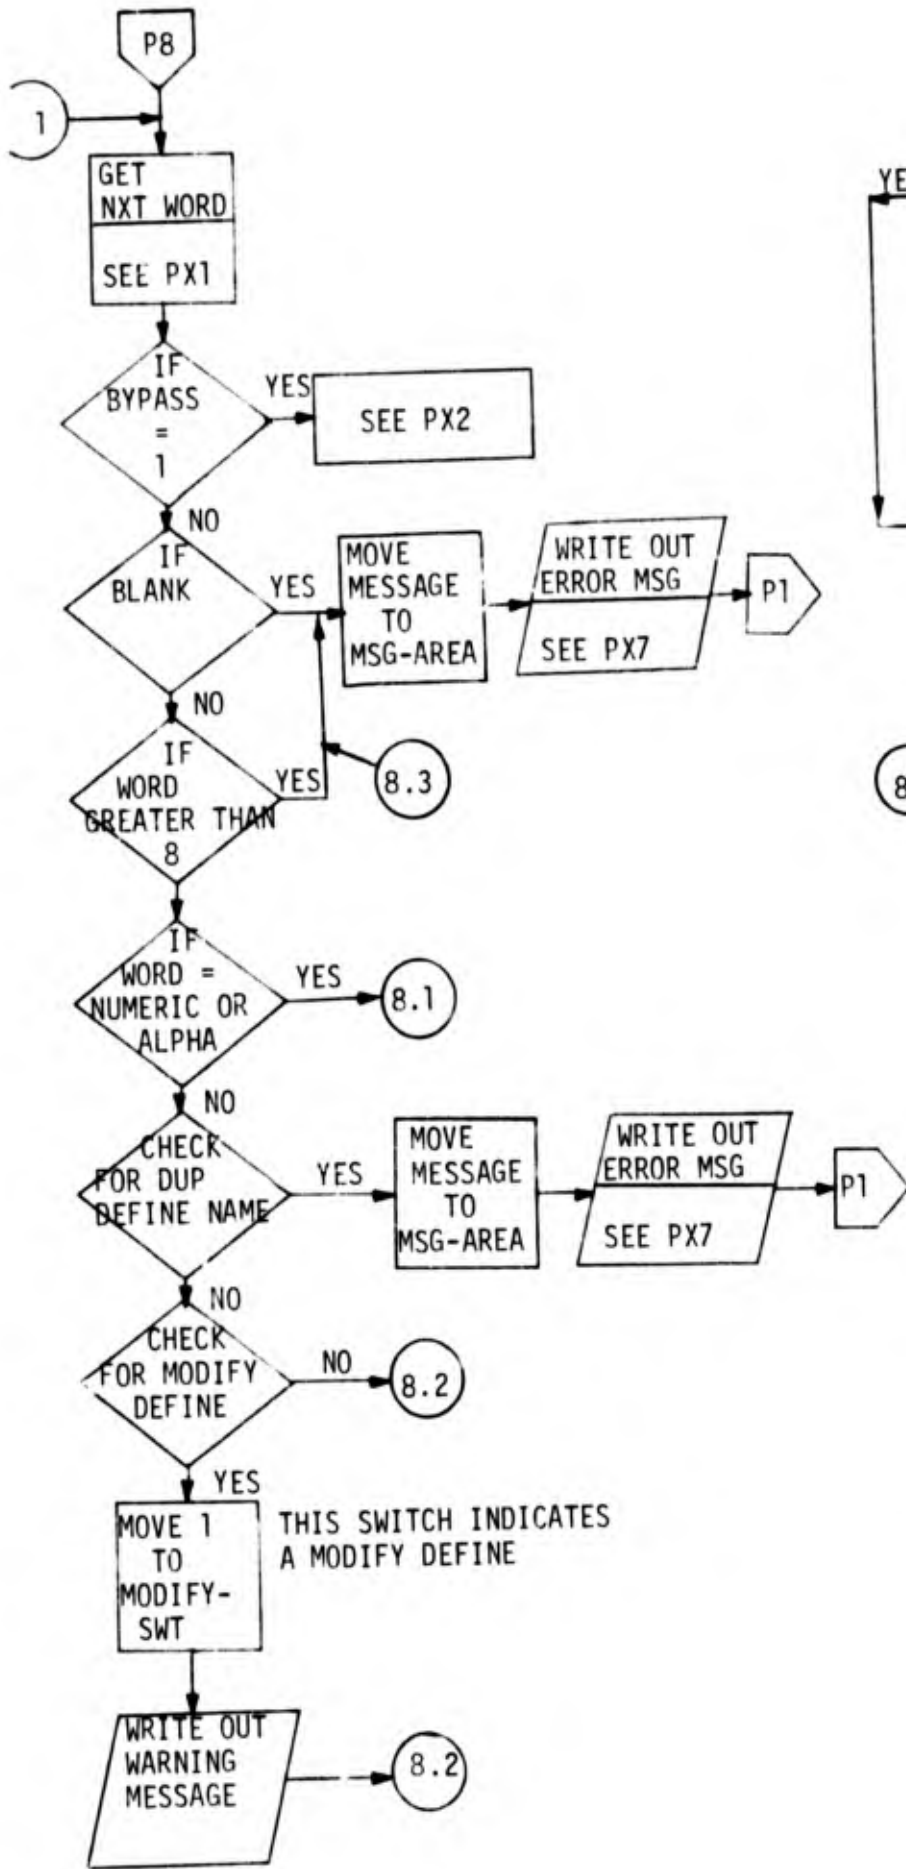 P8
1
GET
NXT WORD
SEE PX1
YE
IF
BYPASS
=
1
YES
SEE PX2
NO
IF
BLANK
YES
MOVE
MESSAGE
TO
MSG-AREA
WRITE OUT
ERROR MSG
SEE PX7
P1
NO
IF
WORD
GREATER THAN
8
YES
8.3
8
IF
WORD =
NUMERIC OR
ALPHA
YES
8.1
NO
CHECK
FOR DUP
DEFINE NAME
YES
MOVE
MESSAGE
TO
MSG-AREA
WRITE OUT
ERROR MSG
SEE PX7
P1
NO
CHECK
FOR MODIFY
DEFINE
NO
8.2
YES
MOVE 1
TO
MODIFY-
SWT
THIS SWITCH INDICATES
A MODIFY DEFINE
WRITE OUT
WARNING
MESSAGE
8.2